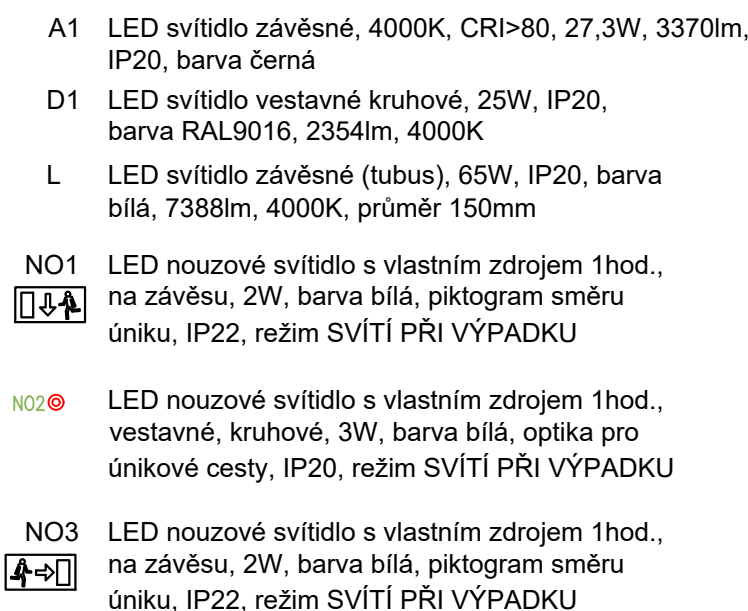 A1 LED svítidlo závěsné, 4000K, CRI>80, 27,3W, 3370lm,
IP20, barva černá
D1 LED svítidlo vestavné kruhové, 25W, IP20,
barva RAL9016, 2354lm, 4000K
L LED svítidlo závěsné (tubus), 65W, IP20, barva
bílá, 7388lm, 4000K, průměr 150mm
NO1 LED nouzové svítidlo s vlastním zdrojem 1hod.,
na závěsu, 2W, barva bílá, piktogram směru
úniku, IP22, režim SVÍTÍ PŘI VÝPADKU
NO2 LED nouzové svítidlo s vlastním zdrojem 1hod.,
vestavné, kruhové, 3W, barva bílá, optika pro
únikové cesty, IP20, režim SVÍTÍ PŘI VÝPADKU
NO3 LED nouzové svítidlo s vlastním zdrojem 1hod.,
na závěsu, 2W, barva bílá, piktogram směru
úniku, IP22, režim SVÍTÍ PŘI VÝPADKU